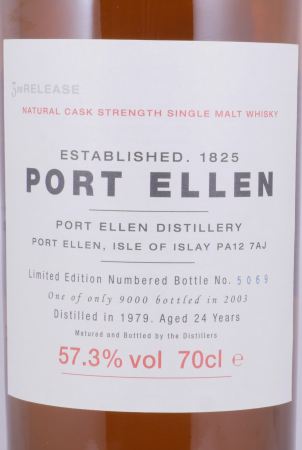 3RD RELEASE
NATURAL CASK STRENGTH SINGLE MALT WHISKY
ESTABLISHED. 1825
PORT ELLEN
PORT ELLEN DISTILLERY
PORT ELLEN, ISLE OF ISLAY PA12 7AJ
Limited Edition Numbered Bottle No. 5069
One of only 9000 bottled in 2003
Distilled in 1979. Aged 24 Years
Matured and Bottled by the Distillers
57.3% vol 70cl e